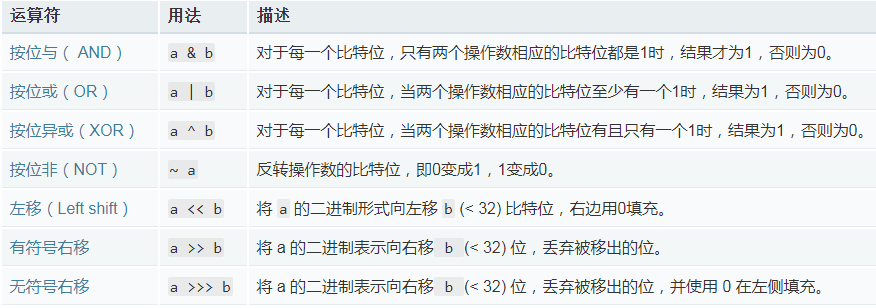 运算符 用法 描述
按位与（ AND） a & b 对于每一个比特位，只有两个操作数相应的比特位都是1时，结果才为1，否则为0。
按位或（OR） a | b 对于每一个比特位，当两个操作数相应的比特位至少有一个1时，结果为1，否则为0。
按位异或（XOR） a ^ b 对于每一个比特位，当两个操作数相应的比特位有且只有一个1时，结果为1，否则为0。
按位非（NOT） ~ a 反转操作数的比特位，即0变成1，1变成0。
左移（Left shift） a << b 将 a 的二进制形式向左移 b (< 32) 比特位，右边用0填充。
有符号右移 a >> b 将 a 的二进制表示向右移 b (< 32) 位，丢弃被移出的位。
无符号右移 a >>> b 将 a 的二进制表示向右移 b (< 32) 位，丢弃被移出的位，并使用 0 在左侧填充。